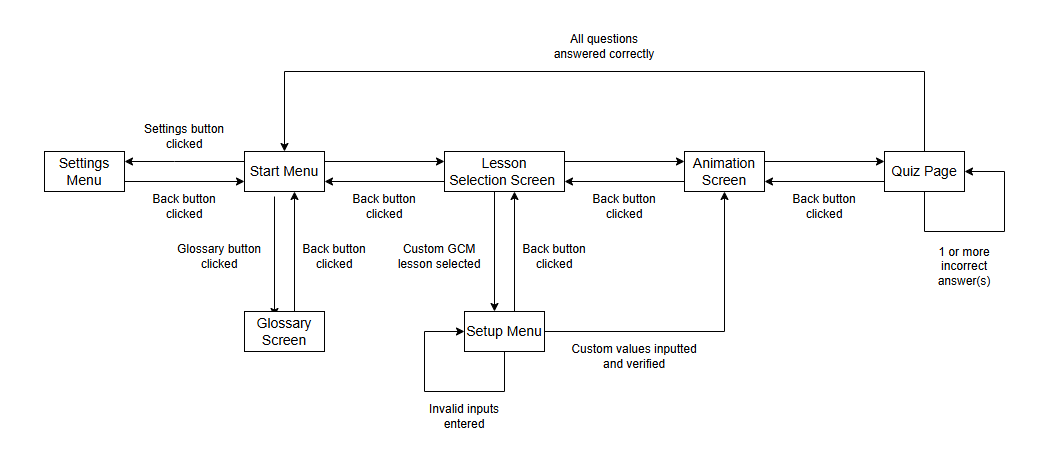 All questions
answered correctly
Settings button
clicked
Settings
Menu
Start Menu
Lesson
Selection Screen
Animation
Screen
Quiz Page
Back button
clicked
Back button
clicked
Back button
clicked
Back button
clicked
Glossary button
clicked
Back button
clicked
Custom GCM
lesson selected
Back button
clicked
1 or more
incorrect
answer(s)
Glossary
Screen
Setup Menu
Custom values inputted
and verified
Invalid inputs
entered